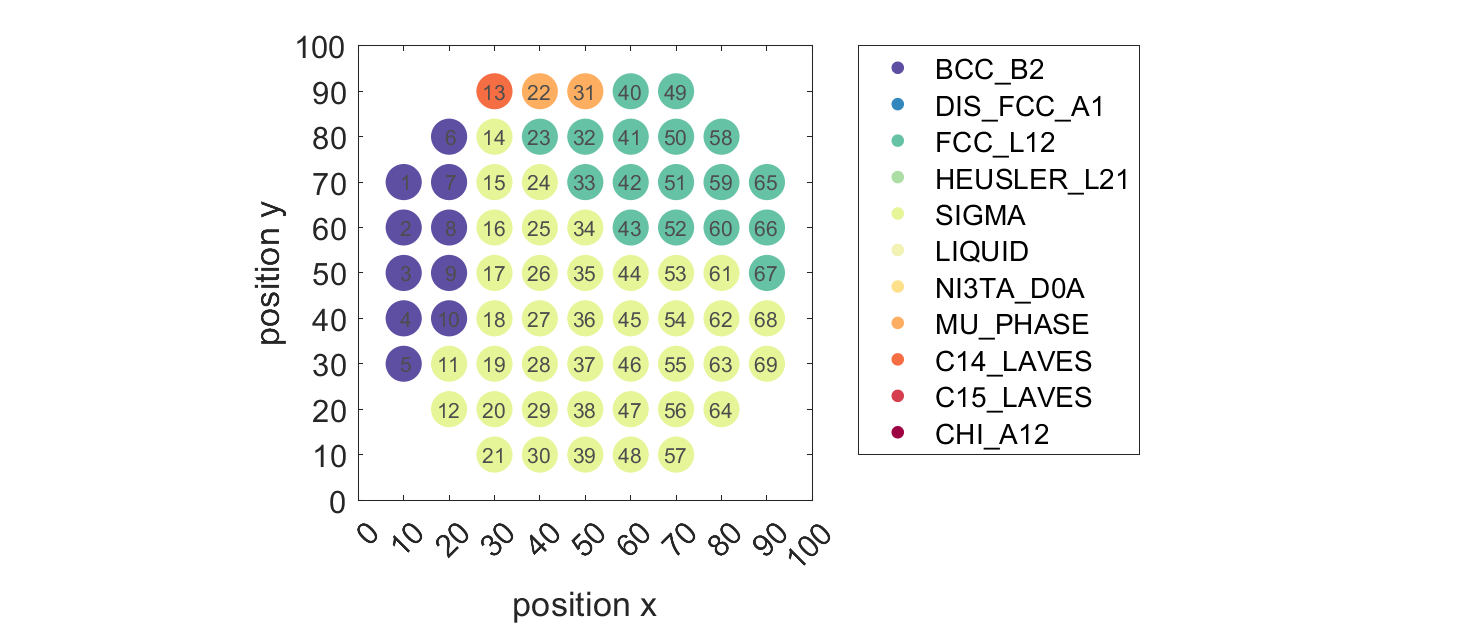 100
90 13 22 31 40 49
80 6 14 23 32 41 50 58
70 1 7 15 24 33 42 51 59 65
60 2 8 16 25 34 43 52 60 66
50 3 9 17 26 35 44 53 61 67
40 4 10 18 27 36 45 54 62 68
30 5 11 19 28 37 46 55 63 69
20 12 20 29 38 47 56 64
10 21 30 39 48 57
0
position y
0 10 20 30 40 50 60 70 80 90 100
position x
BCC_B2
DIS_FCC_A1
FCC_L12
HEUSLER_L21
SIGMA
LIQUID
NI3TA_D0A
MU_PHASE
C14_LAVES
C15_LAVES
CHI_A12